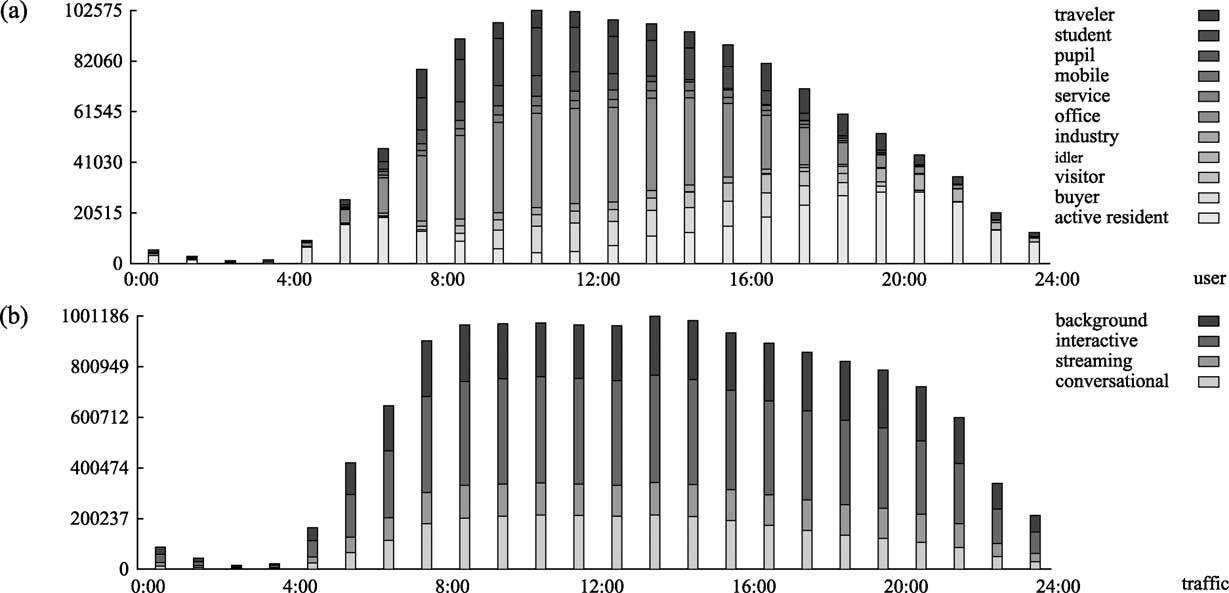 (a)
102575
82060
61545
41030
20515
0
0:00 4:00 8:00 12:00 16:00 20:00 24:00 user
traveler
student
pupil
mobile
service
office
industry
idler
visitor
buyer
active resident
(b)
1001186
800949
600712
400474
200237
0
0:00 4:00 8:00 12:00 16:00 20:00 24:00 traffic
background
interactive
streaming
conversational